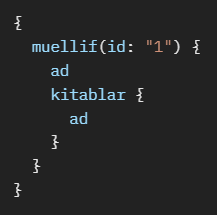 {
  muellif(id: "1") {
    ad
    kitablar {
      ad
    }
  }
}